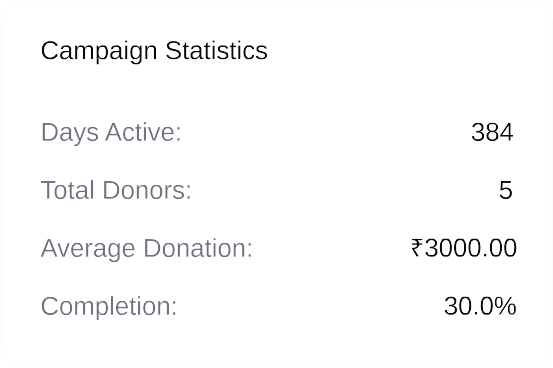 Campaign Statistics
Days Active: 384
Total Donors: 5
Average Donation: ₹3000.00
Completion: 30.0%